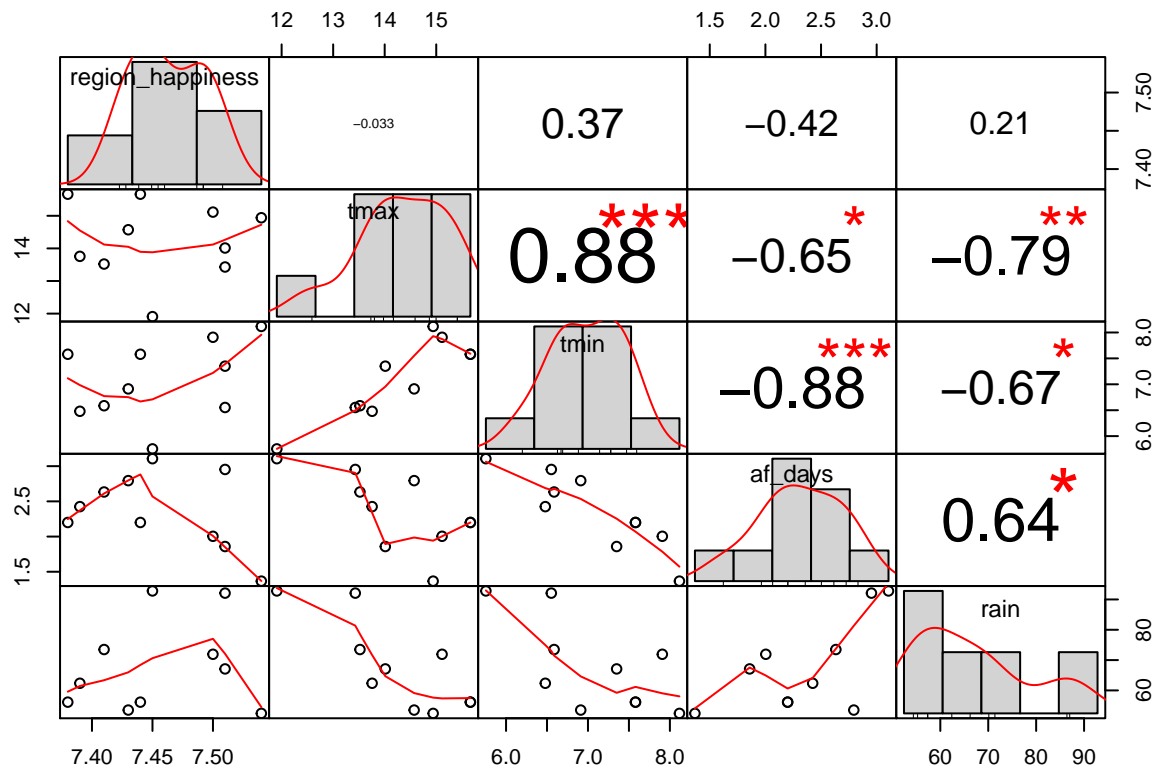 12 13 14 15 1.5 2.0 2.5 3.0
region_happiness
−0.033
0.37
−0.42
0.21
7.40 7.50
12 14
tmax
0.88
***
−0.65
*
−0.79
**
tmin
−0.88
***
−0.67
*
6.0 7.0 8.0
1.5 2.5
af_days
0.64
*
rain
60 80
7.40 7.45 7.50 6.0 7.0 8.0 60 70 80 90